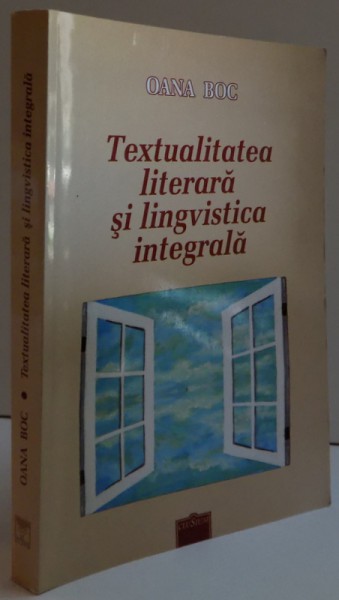 OANA BOC
Textualitatea
literară
şi lingvistica
integrală
OANA BOC • Textualitatea literară şi lingvistica integrală